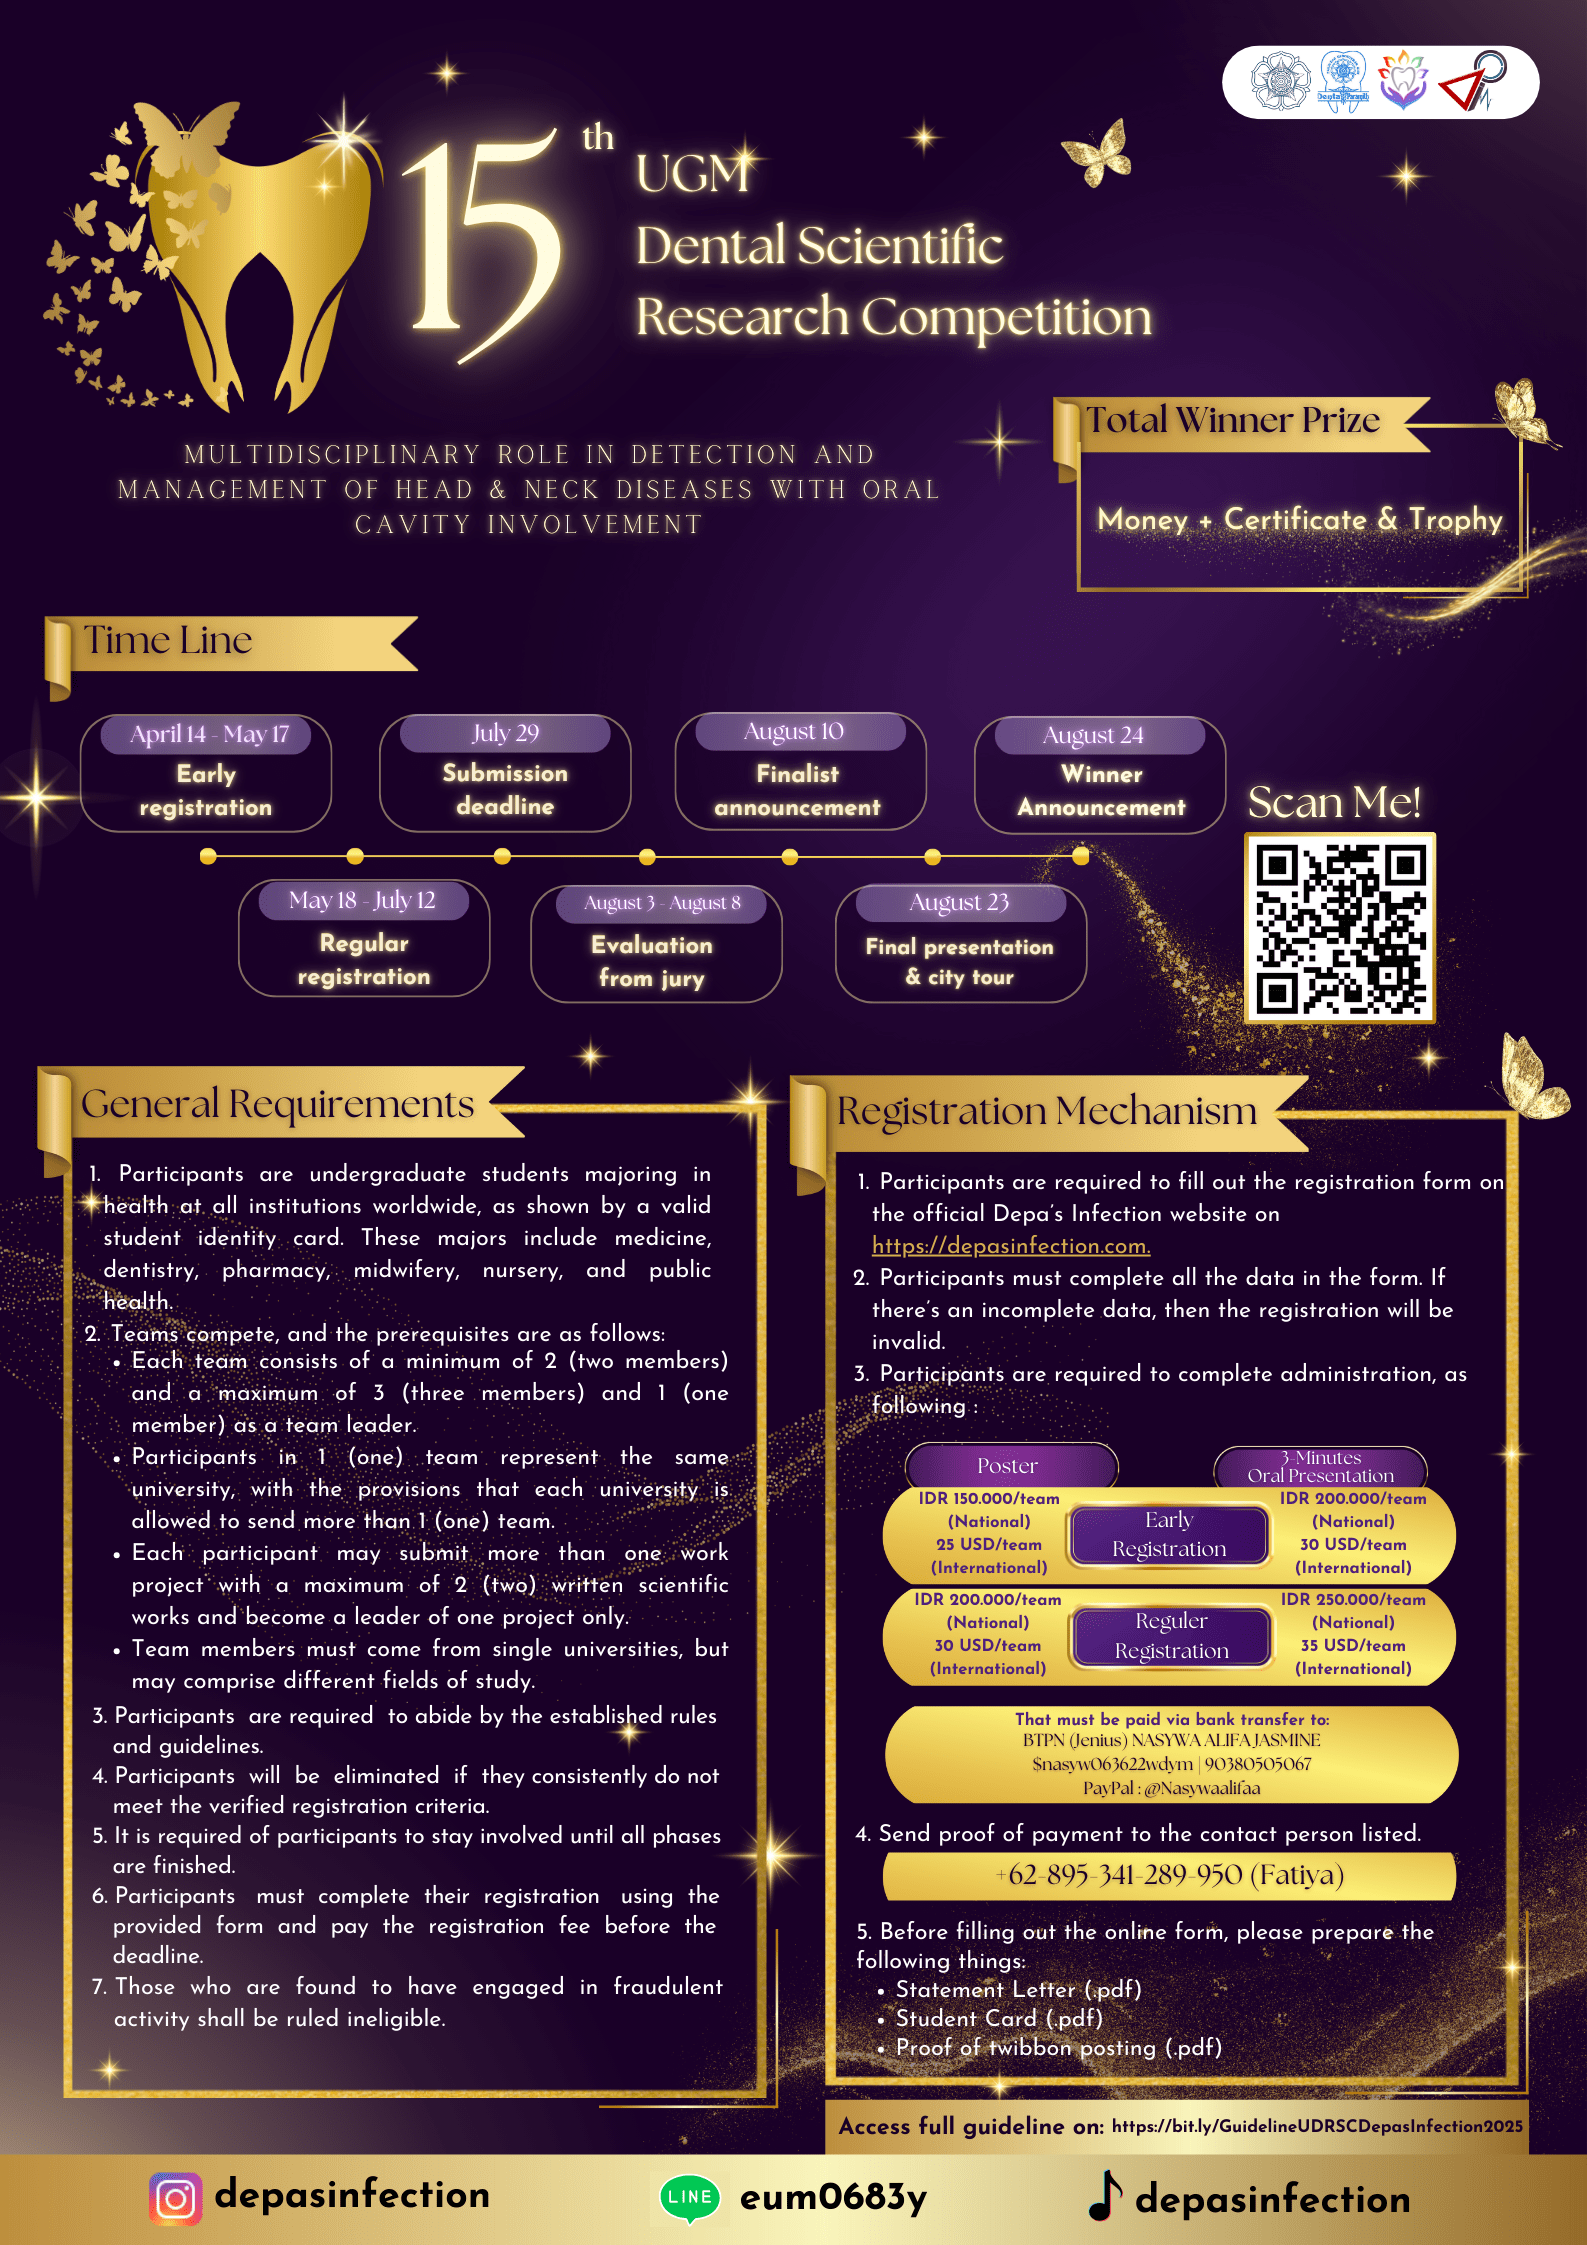 15th
UGM
Dental Scientific
Research Competition
MULTIDISCIPLINARY ROLE IN DETECTION AND
MANAGEMENT OF HEAD & NECK DISEASES WITH ORAL
CAVITY INVOLVEMENT
Total Winner Prize
Money + Certificate & Trophy
Time Line
April 14 - May 17
Early
registration
July 29
Submission
deadline
August 10
Finalist
announcement
August 24
Winner
Announcement
May 18 - July 12
Regular
registration
August 3 - August 8
Evaluation
from jury
August 23
Final presentation
& city tour
Scan Me!
General Requirements
1. Participants are undergraduate students majoring in
health at all institutions worldwide, as shown by a valid
student identity card. These majors include medicine,
dentistry, pharmacy, midwifery, nursery, and public
health.
2. Teams compete, and the prerequisites are as follows:
• Each team consists of a minimum of 2 (two members)
and a maximum of 3 (three members) and 1 (one
member) as a team leader.
• Participants in 1 (one) team represent the same
university, with the provisions that each university is
allowed to send more than 1 (one) team.
• Each participant may submit more than one work
project with a maximum of 2 (two) written scientific
works and become a leader of one project only.
• Team members must come from single universities, but
may comprise different fields of study.
3. Participants are required to abide by the established rules
and guidelines.
4. Participants will be eliminated if they consistently do not
meet the verified registration criteria.
5. It is required of participants to stay involved until all phases
are finished.
6. Participants must complete their registration using the
provided form and pay the registration fee before the
deadline.
7. Those who are found to have engaged in fraudulent
activity shall be ruled ineligible.
Registration Mechanism
1. Participants are required to fill out the registration form on
the official Depa's Infection website on
https://depasinfection.com.
2. Participants must complete all the data in the form. If
there's an incomplete data, then the registration will be
invalid.
3. Participants are required to complete administration, as
following :
Poster
3-Minutes
Oral Presentation
IDR 150.000/team
(National)
25 USD/team
(International)
Early
Registration
IDR 200.000/team
(National)
30 USD/team
(International)
IDR 200.000/team
(National)
30 USD/team
(International)
Reguler
Registration
IDR 250.000/team
(National)
35 USD/team
(International)
That must be paid via bank transfer to:
BTPN (Jenius) NASYWA ALIFA JASMINE
$nasyw063622wdym | 90380505067
PayPal : @Nasywaalifaa
4. Send proof of payment to the contact person listed.
+62-895-341-289-950 (Fatiya)
5. Before filling out the online form, please prepare the
following things:
• Statement Letter (.pdf)
• Student Card (.pdf)
• Proof of twibbon posting (.pdf)
Access full guideline on: https://bit.ly/GuidelineUDRSCDepasInfection2025
depasinfection
LINE
eum0683y
depasinfection